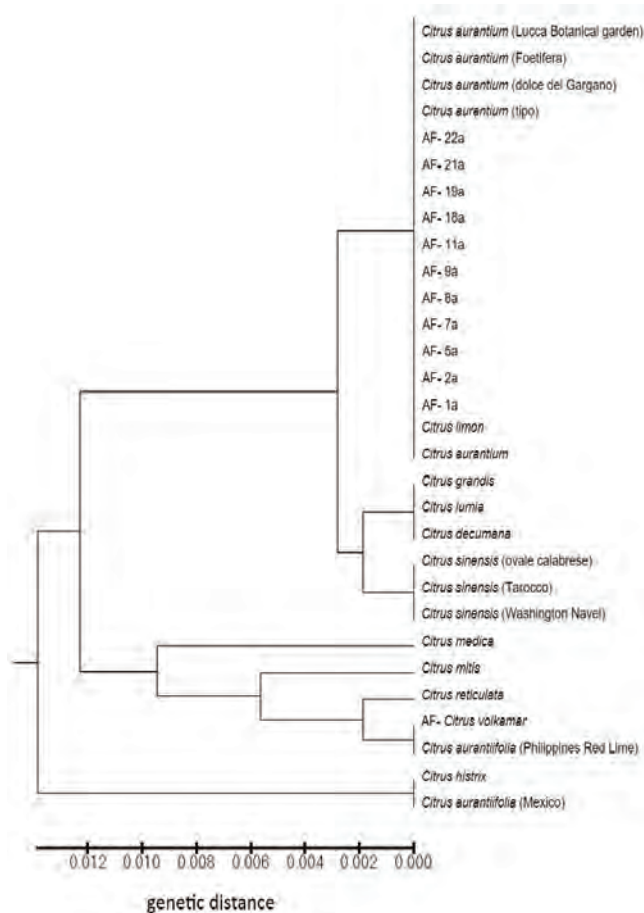 Citrus aurantium (Lucca Botanical garden)
Citrus aurantium (Foetifera)
Citrus aurantium (dolce del Gargano)
Citrus aurantium (tipo)
AF- 22a
AF- 21a
AF- 19a
AF- 18a
AF- 11a
AF- 9a
AF- 8a
AF- 7a
AF- 5a
AF- 2a
AF- 1a
Citrus limon
Citrus aurantium
Citrus grandis
Citrus lumia
Citrus decumana
Citrus sinensis (ovale calabrese)
Citrus sinensis (Tarocco)
Citrus sinensis (Washington Navel)
Citrus medica
Citrus mitis
Citrus reticulata
AF- Citrus volkamar
Citrus aurantiifolia (Philippines Red Lime)
Citrus histrix
Citrus aurantiifolia (Mexico)
0.012 0.010 0.008 0.006 0.004 0.002 0.000
genetic distance